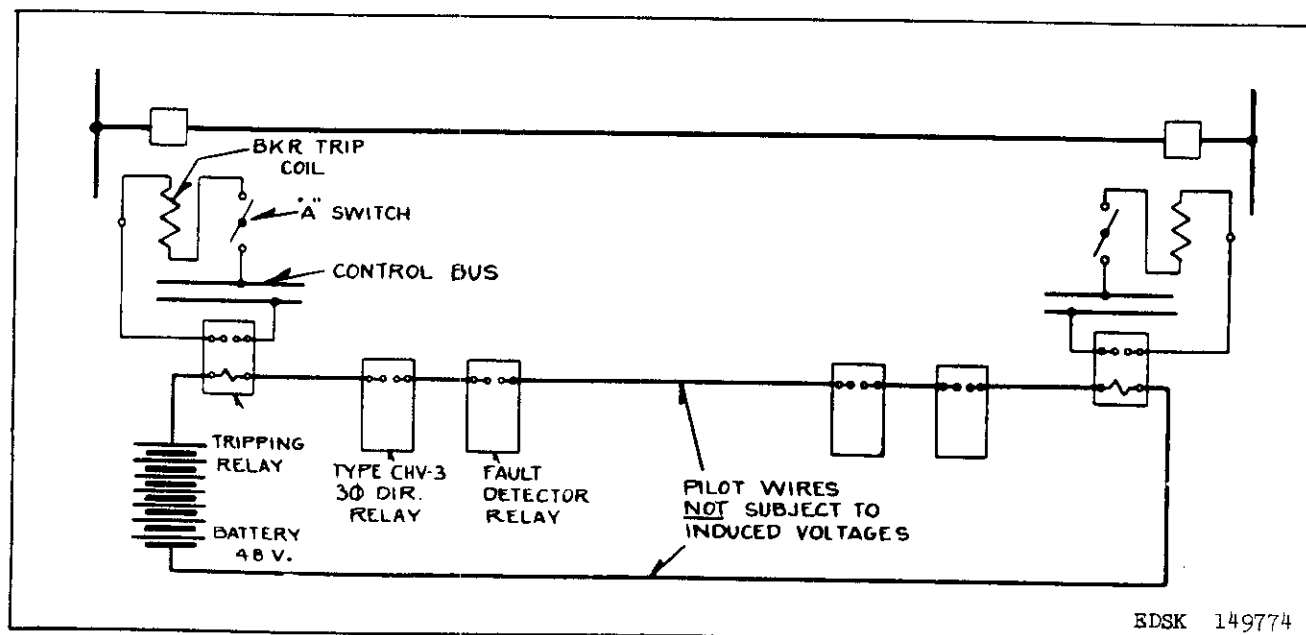 BKR TRIP
COIL
"A" SWITCH
CONTROL BUS
TRIPPING
RELAY
BATTERY
48 V.
TYPE CHV-3
3Φ DIR.
RELAY
FAULT
DETECTOR
RELAY
PILOT WIRES
NOT SUBJECT TO
INDUCED VOLTAGES
EDSK 149774